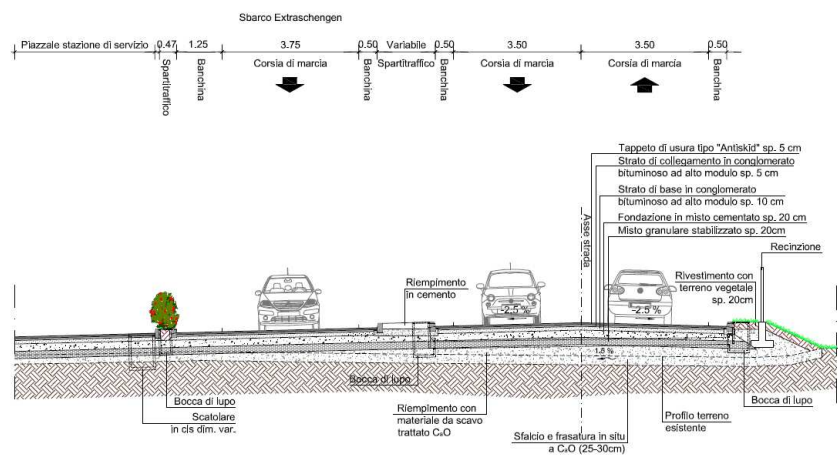 Sbarco Extraschengen
Piazzale stazione di servizio 0.47 1.25 3.75 0.50 Variabile 0.50 3.50 3.50 0.50
Spartitraffico
Banchina
Corsia di marcia
Banchina
Spartitraffico
Banchina
Corsia di marcia
Corsia di marcia
Banchina
Tappeto di usura tipo "Antiskid" sp. 5 cm
Strato di collegamento in conglomerato
bituminoso ad alto modulo sp. 5 cm
Strato di base in conglomerato
bituminoso ad alto modulo sp. 10 cm
Fondazione in misto cementato sp. 20 cm
Misto granulare stabilizzato sp. 20cm
Asse strada
Recinzione
Rivestimento con
terreno vegetale
sp. 20cm
Riempimento
in cemento
-2.5 %
-2.5 %
1.5 %
Bocca di lupo
Bocca di lupo
Bocca di lupo
Scatolare
in cls dim. var.
Riempimento con
materiale da scavo
trattato CₐO
Profilo terreno
esistente
Sfalcio e frasatura in situ
a CₐO (25-30cm)